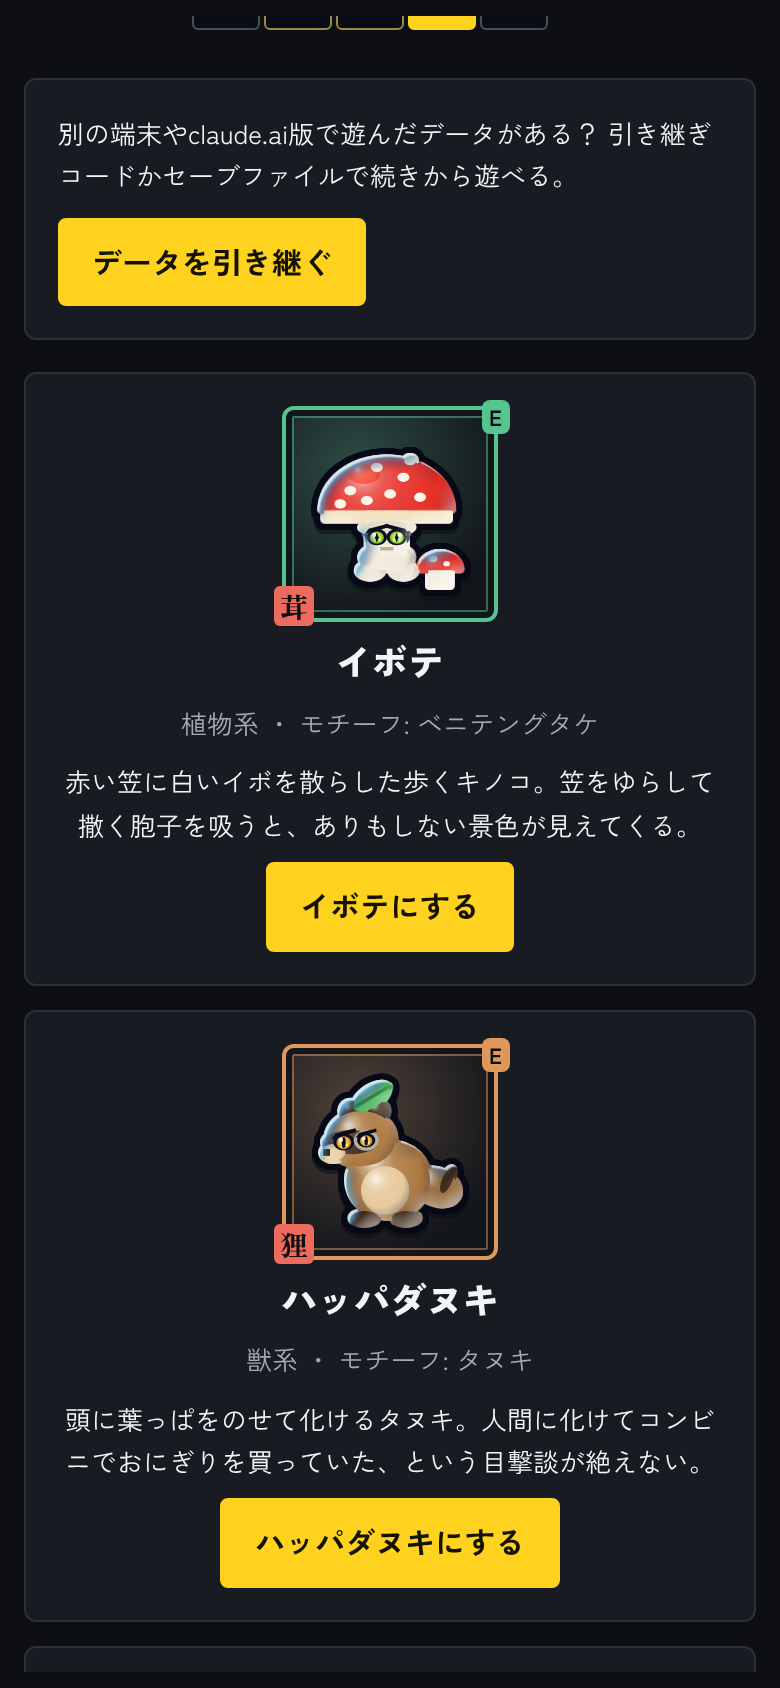 別の端末やclaude.ai版で遊んだデータがある？ 引き継ぎ
コードかセーブファイルで続きから遊べる。
データを引き継ぐ
E
茸
イボテ
植物系 ・ モチーフ: ベニテングタケ
赤い笠に白いイボを散らした歩くキノコ。笠をゆらして
撒く胞子を吸うと、ありもしない景色が見えてくる。
イボテにする
E
狸
ハッパダヌキ
獣系 ・ モチーフ: タヌキ
頭に葉っぱをのせて化けるタヌキ。人間に化けてコンビ
ニでおにぎりを買っていた、という目撃談が絶えない。
ハッパダヌキにする